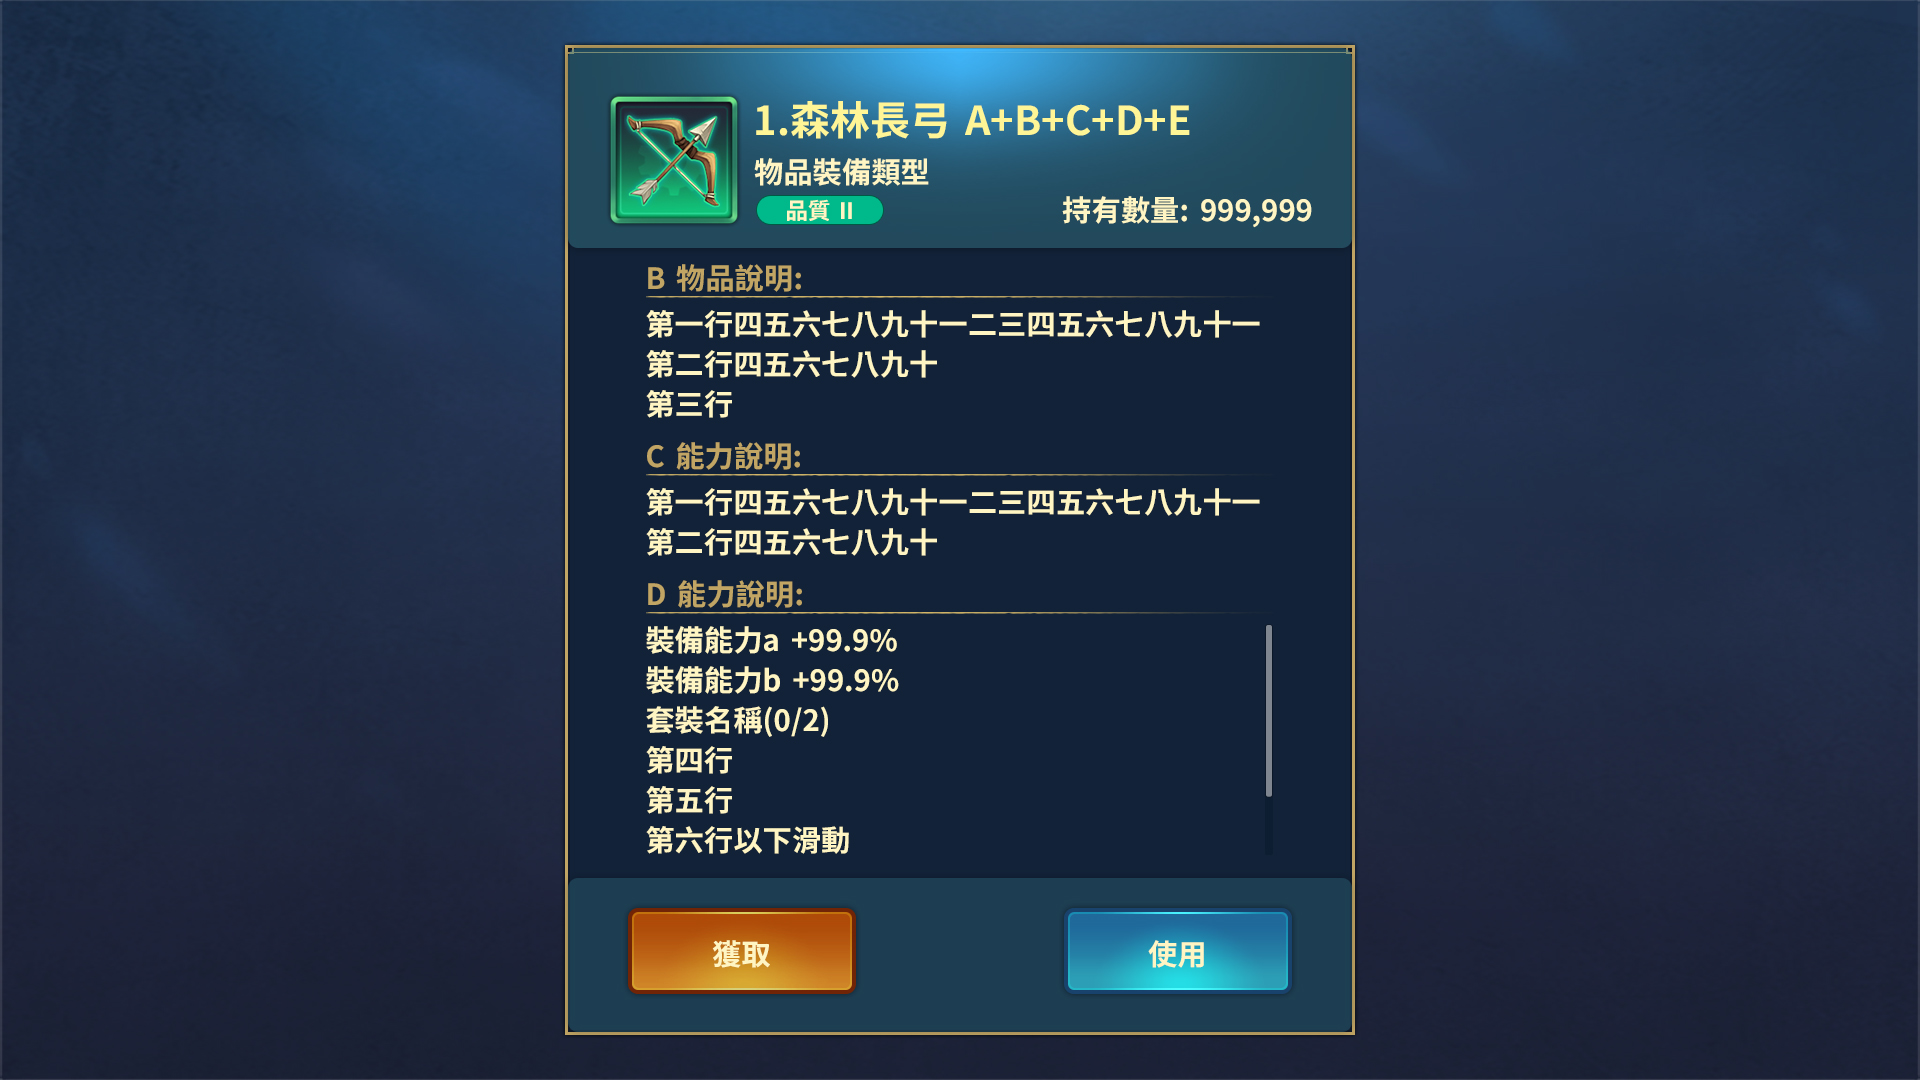 1.森林長弓 A+B+C+D+E
物品裝備類型
品質 II
持有數量: 999,999
B 物品說明:
第一行四五六七八九十一二三四五六七八九十一
第二行四五六七八九十
第三行
C 能力說明:
第一行四五六七八九十一二三四五六七八九十一
第二行四五六七八九十
D 能力說明:
裝備能力a +99.9%
裝備能力b +99.9%
套裝名稱(0/2)
第四行
第五行
第六行以下滑動
獲取
使用